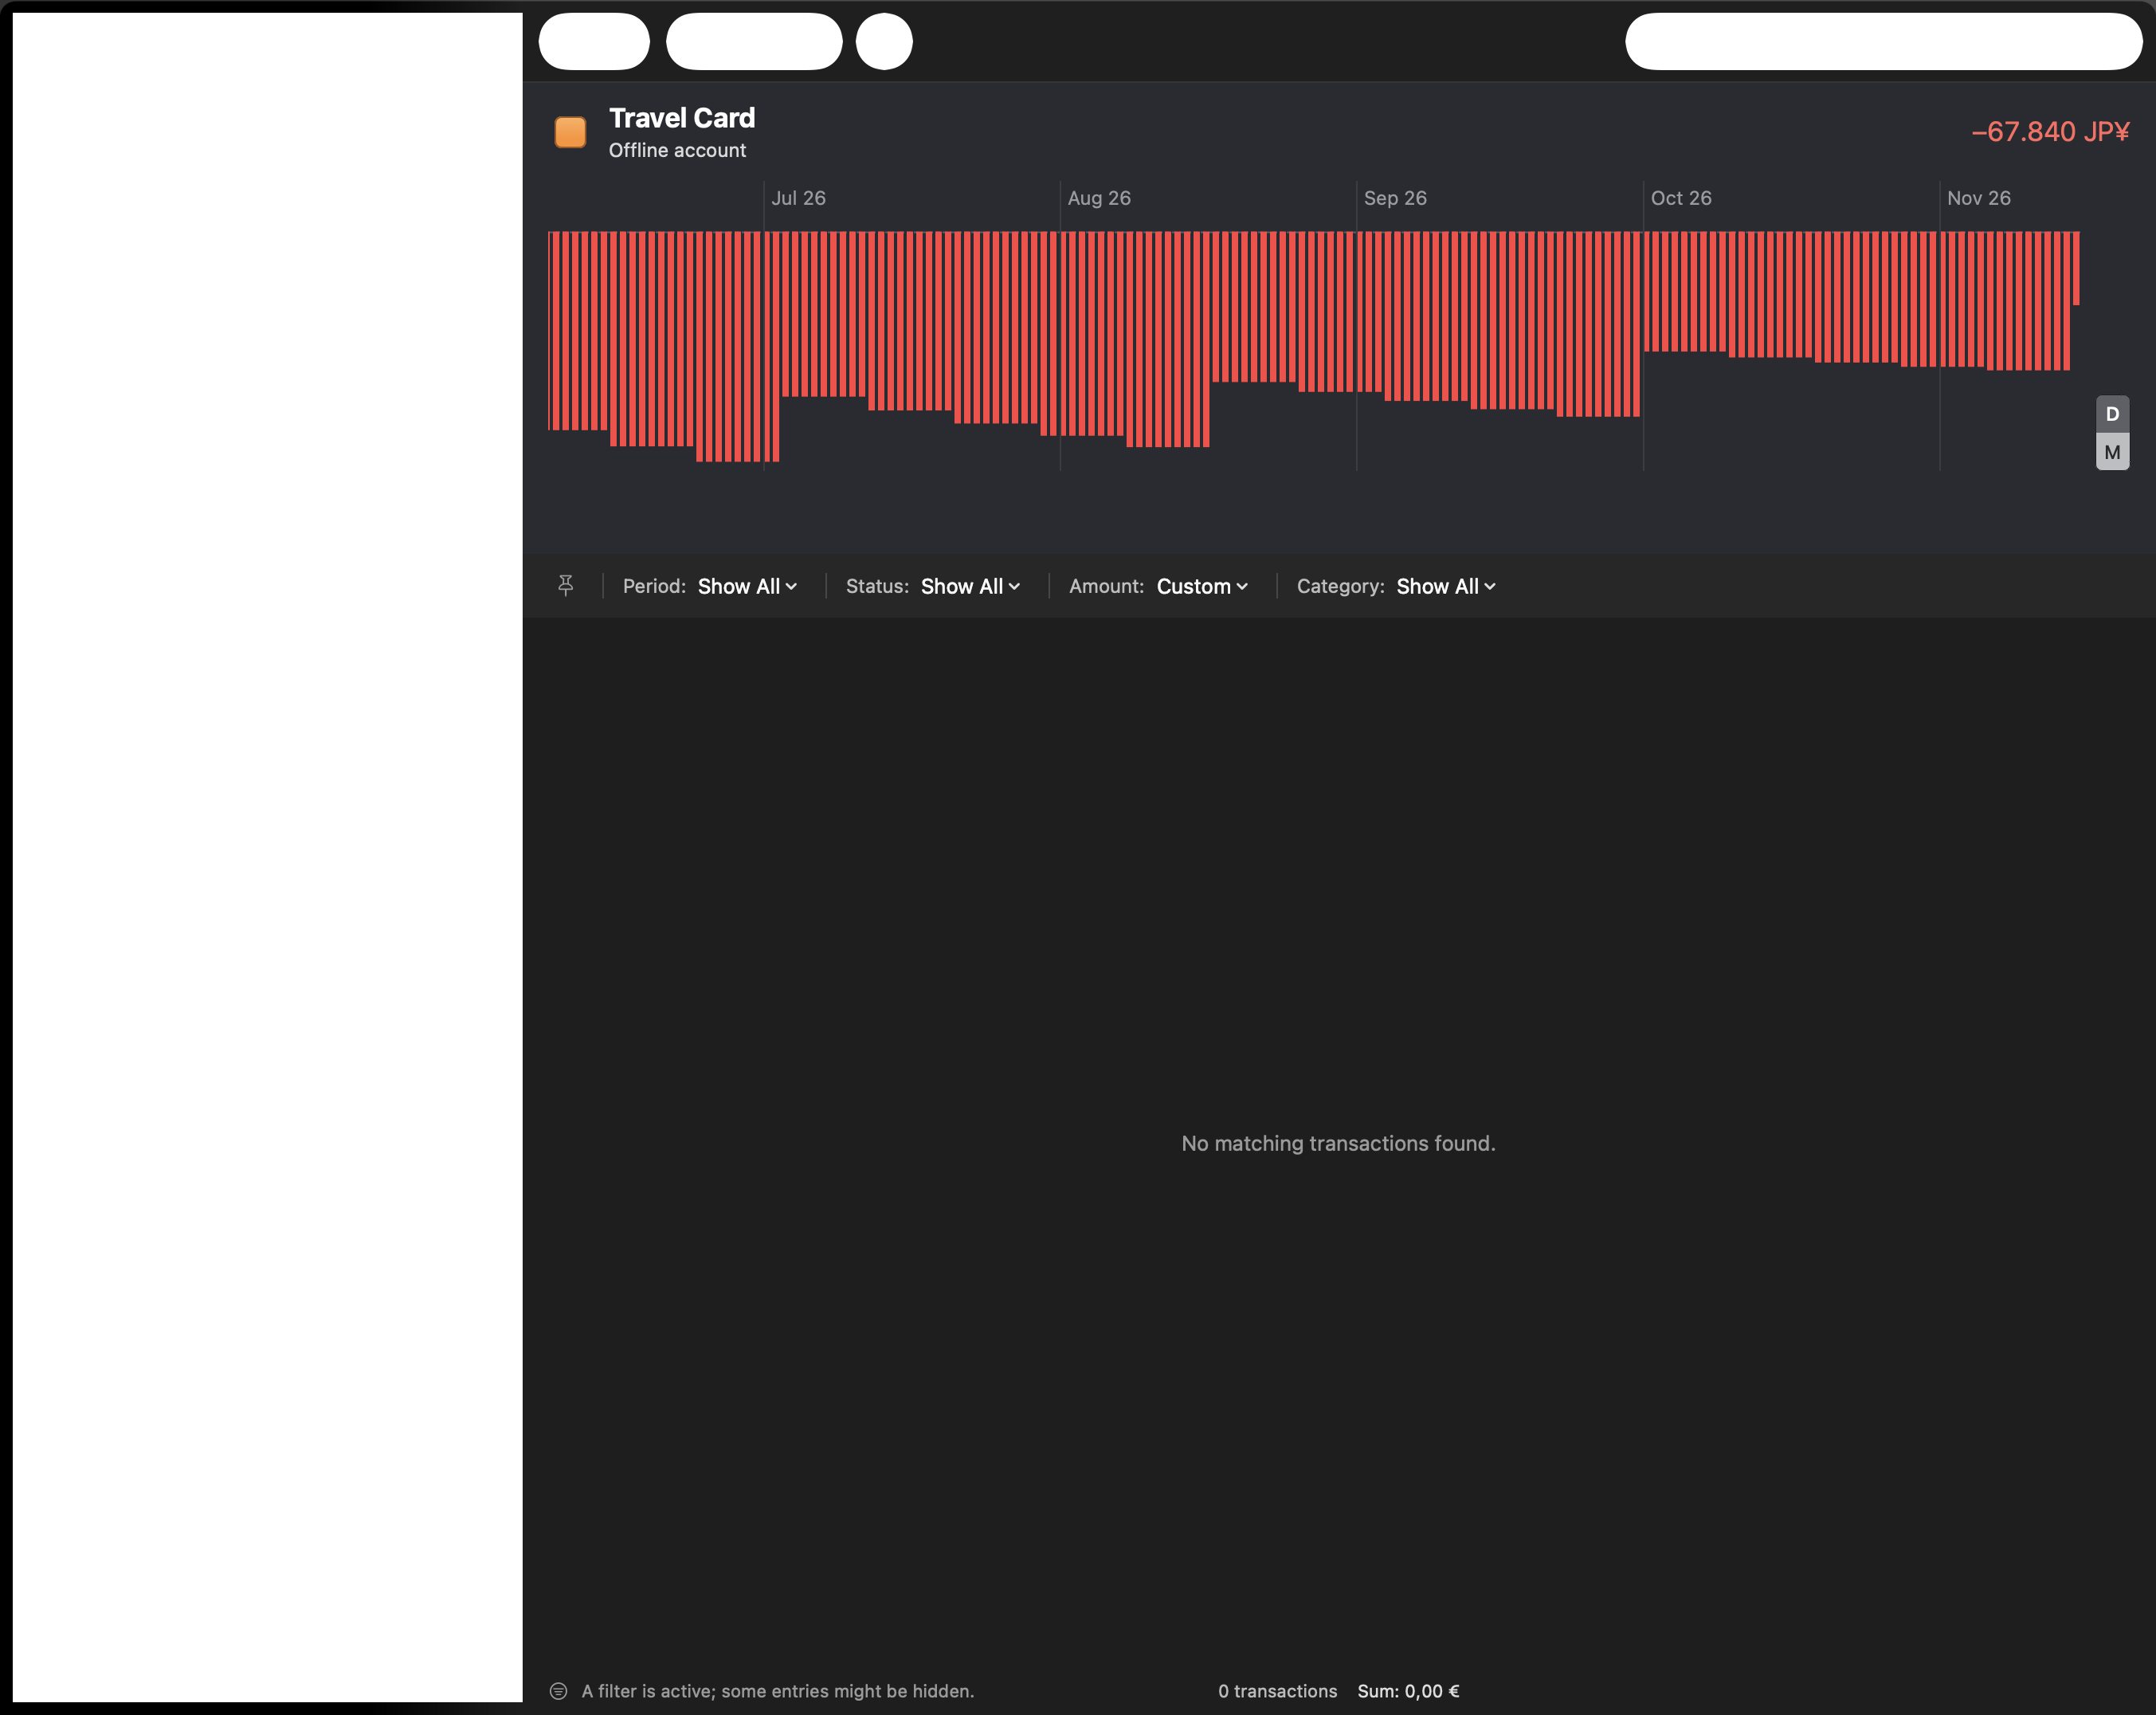 Travel Card
Offline account
–67.840 JP¥
Jul 26 Aug 26 Sep 26 Oct 26 Nov 26
D
M
Period: Show All Status: Show All Amount: Custom Category: Show All
No matching transactions found.
A filter is active; some entries might be hidden. 0 transactions Sum: 0,00 €